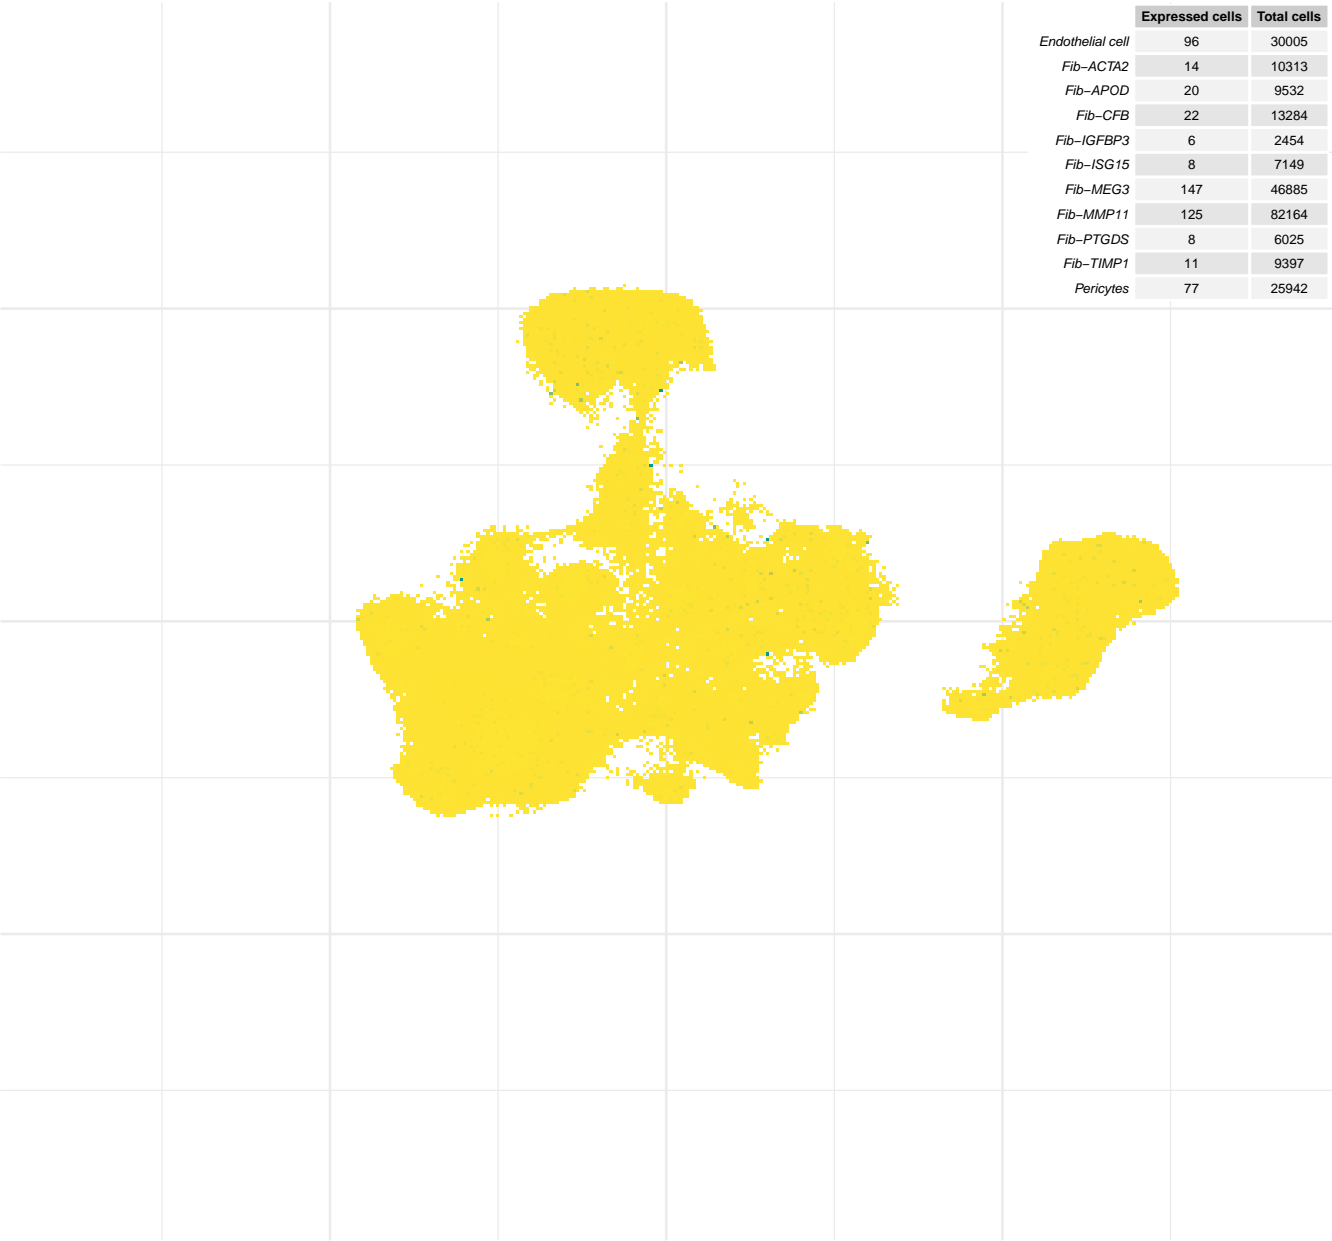 Expressed cells Total cells
Endothelial cell 96 30005
Fib−ACTA2 14 10313
Fib−APOD 20 9532
Fib−CFB 22 13284
Fib−IGFBP3 6 2454
Fib−ISG15 8 7149
Fib−MEG3 147 46885
Fib−MMP11 125 82164
Fib−PTGDS 8 6025
Fib−TIMP1 11 9397
Pericytes 77 25942